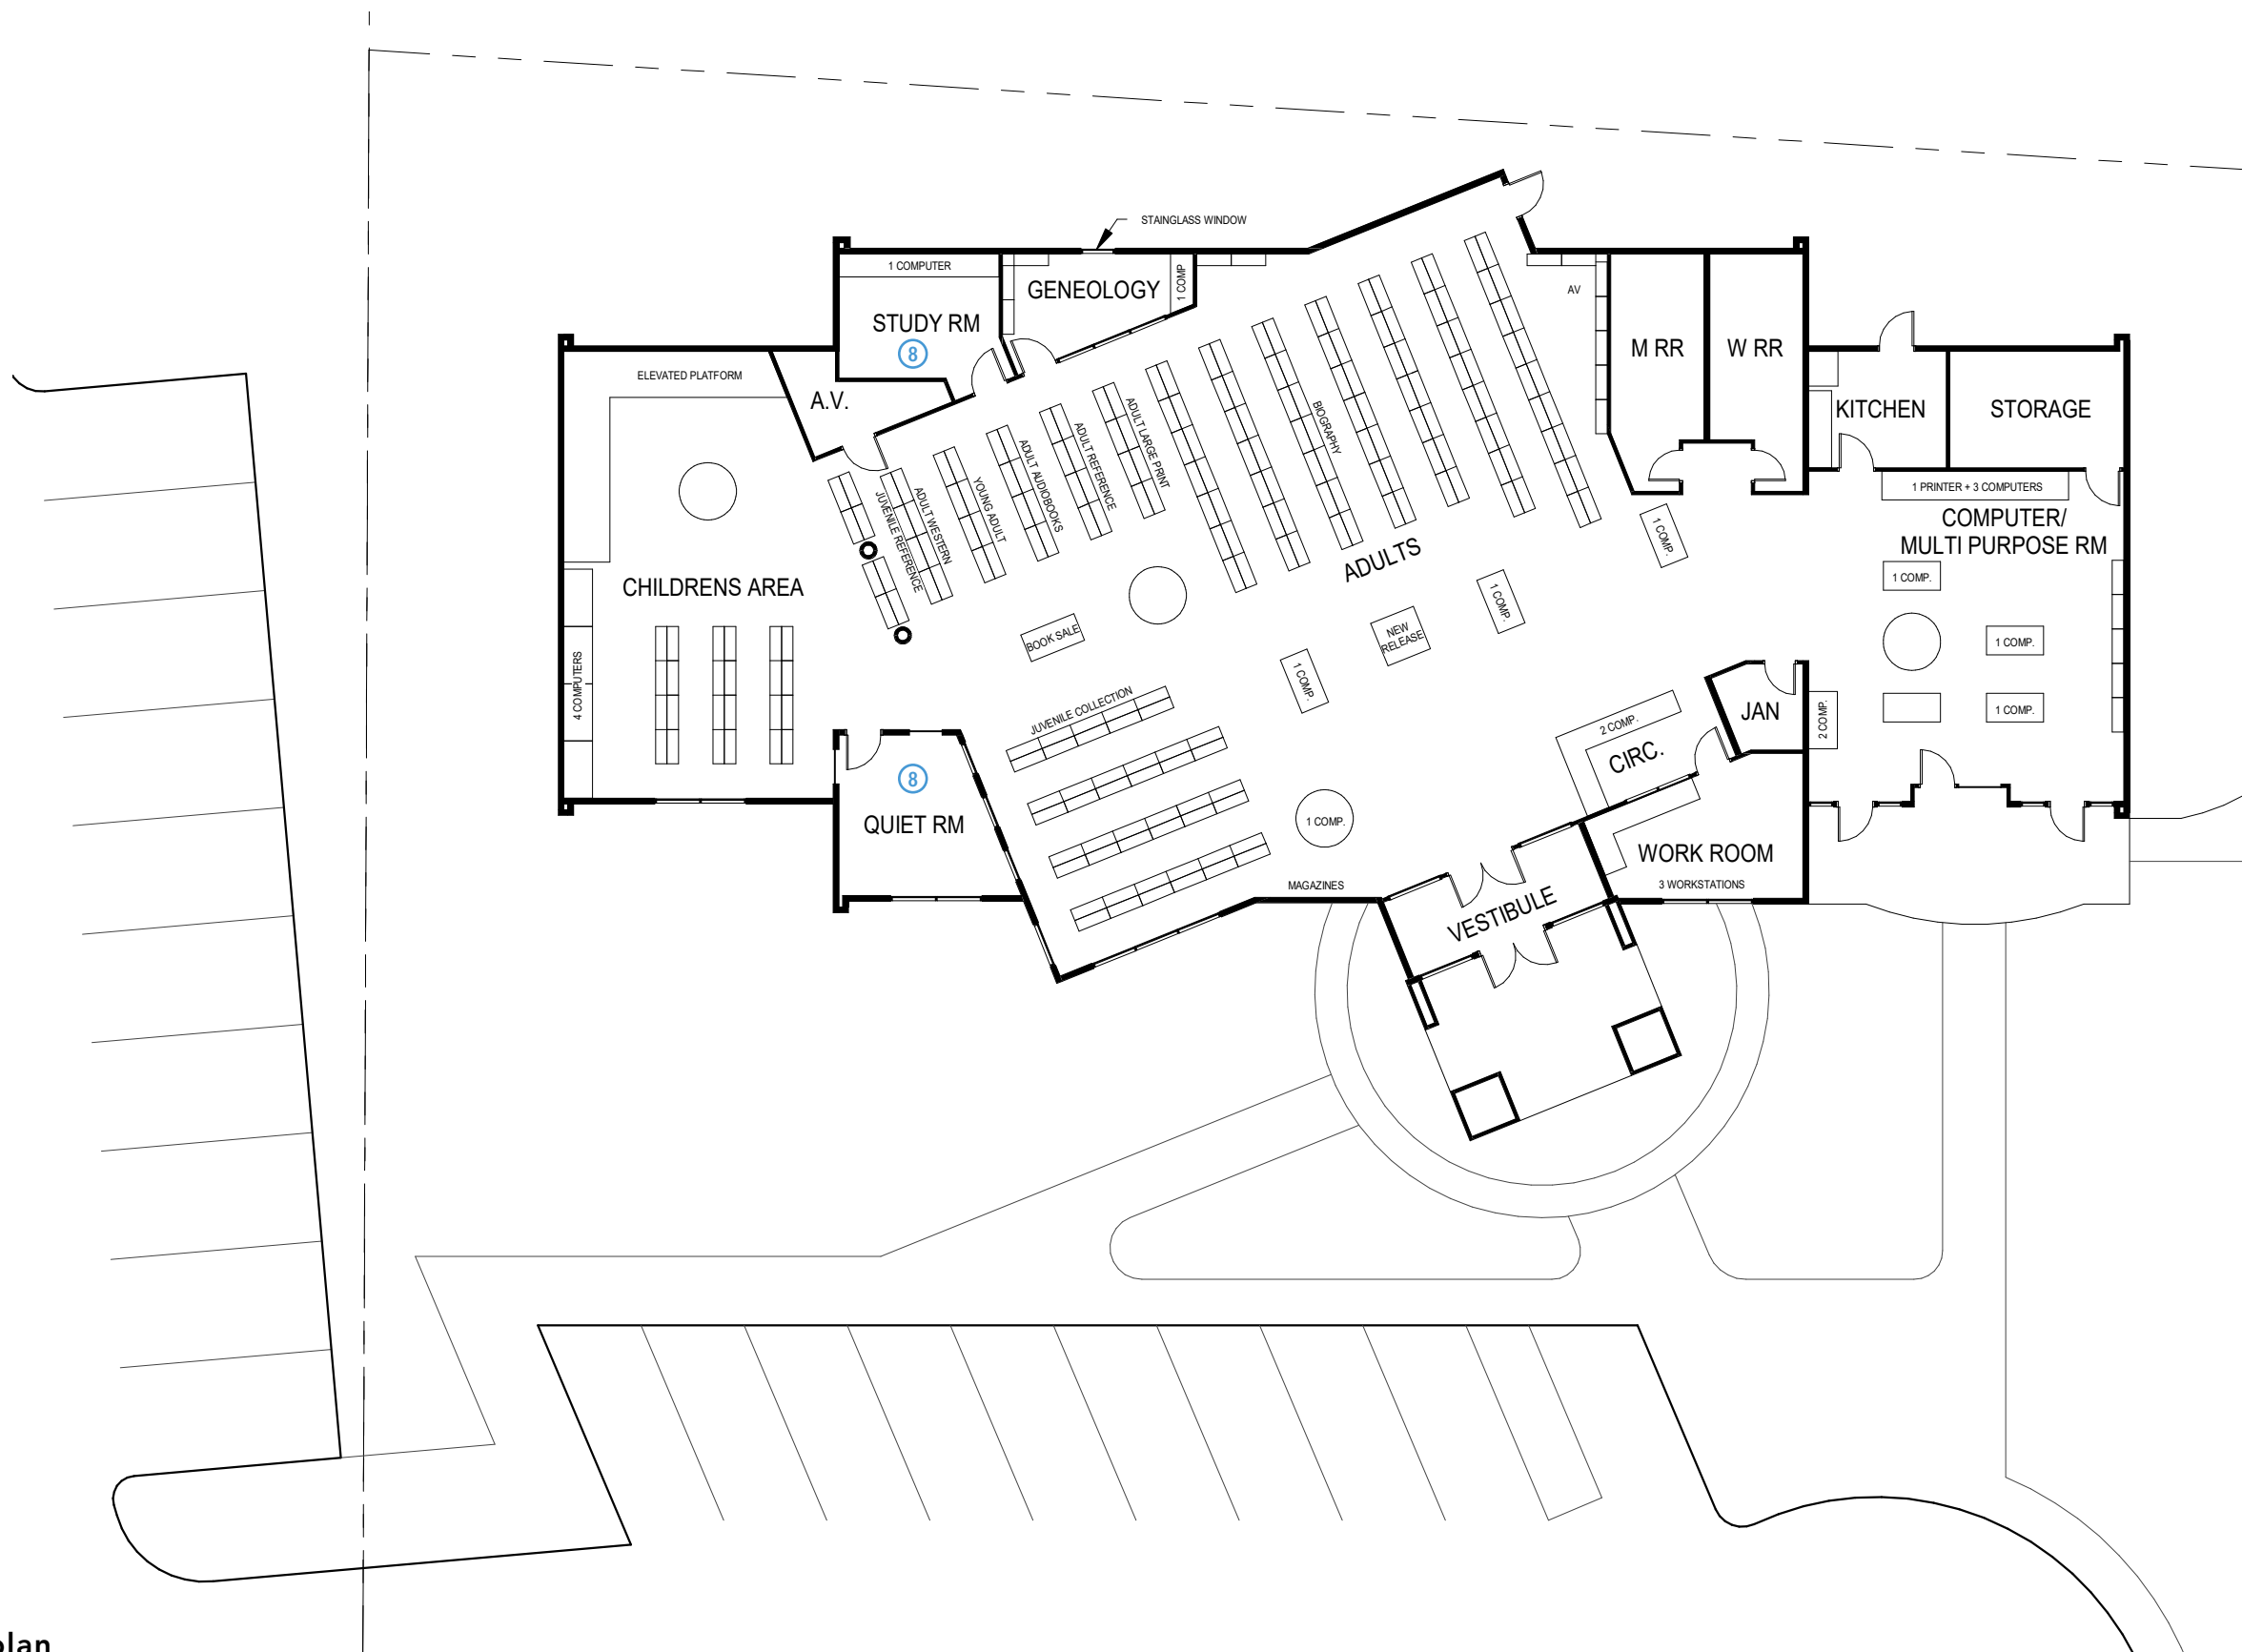 STAINGLASS WINDOW
1 COMPUTER
GENEOLOGY
1 COMP
STUDY RM
8
AV
M RR
W RR
ELEVATED PLATFORM
A.V.
KITCHEN
STORAGE
ADULT LARGE PRINT
BIOGRAPHY
ADULT REFERENCE
ADULT AUDIOBOOKS
YOUNG ADULT
ADULT WESTERN
JUVENILE REFERENCE
1 PRINTER + 3 COMPUTERS
COMPUTER/
MULTI PURPOSE RM
1 COMP.
ADULTS
1 COMP.
CHILDRENS AREA
1 COMP.
NEW
RELEASE
BOOK SALE
1 COMP.
1 COMP.
4 COMPUTERS
JUVENILE COLLECTION
2 COMP.
JAN
2 COMP.
1 COMP.
CIRC.
8
QUIET RM
1 COMP.
WORK ROOM
3 WORKSTATIONS
MAGAZINES
VESTIBULE
plan